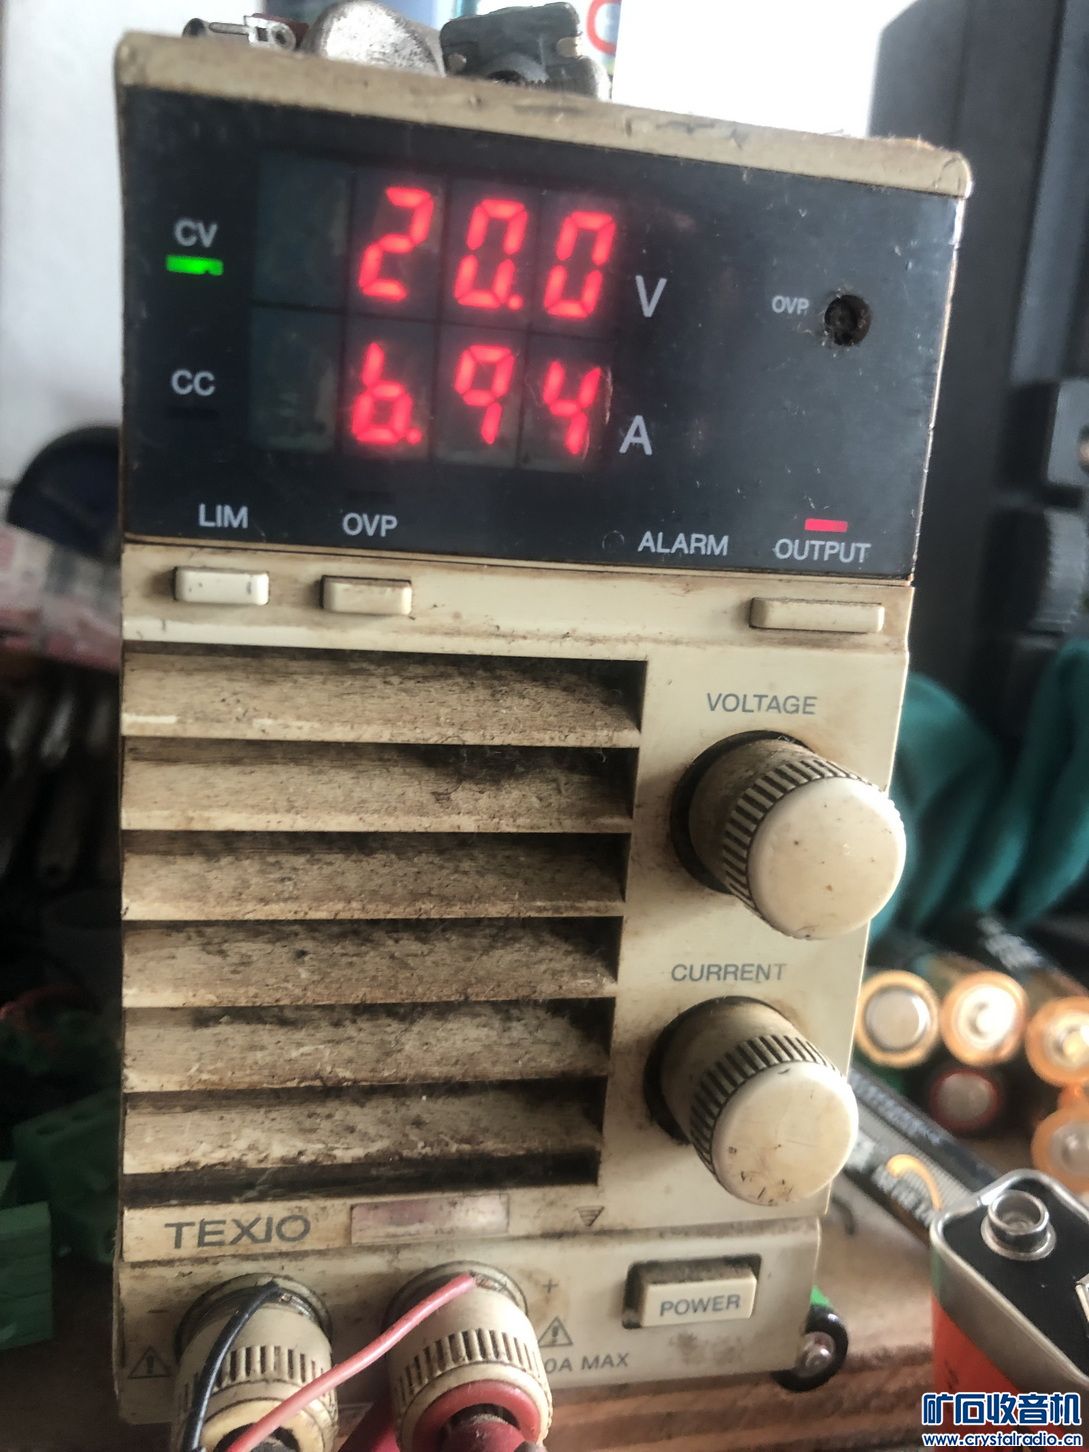 CV
20.0 V
OVP
CC
6.94 A
LIM
OVP
ALARM
OUTPUT
VOLTAGE
CURRENT
TEXIO
-
+
POWER
0A MAX
矿石收音机
www.crystalradio.cn